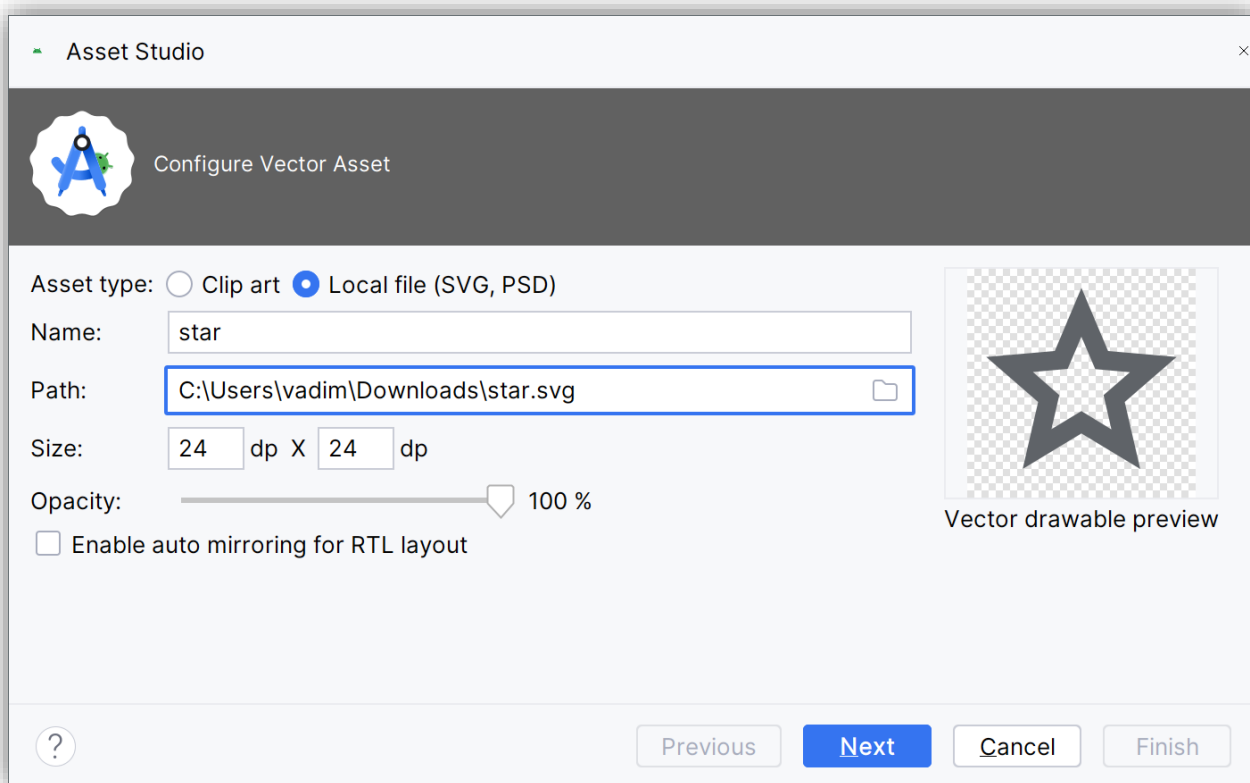 Asset Studio
Configure Vector Asset
Asset type: Clip art Local file (SVG, PSD)
Name: star
Path: C:\Users\vadim\Downloads\star.svg
Size: 24 dp X 24 dp
Opacity: 100 %
Enable auto mirroring for RTL layout
Vector drawable preview
? Previous Next Cancel Finish